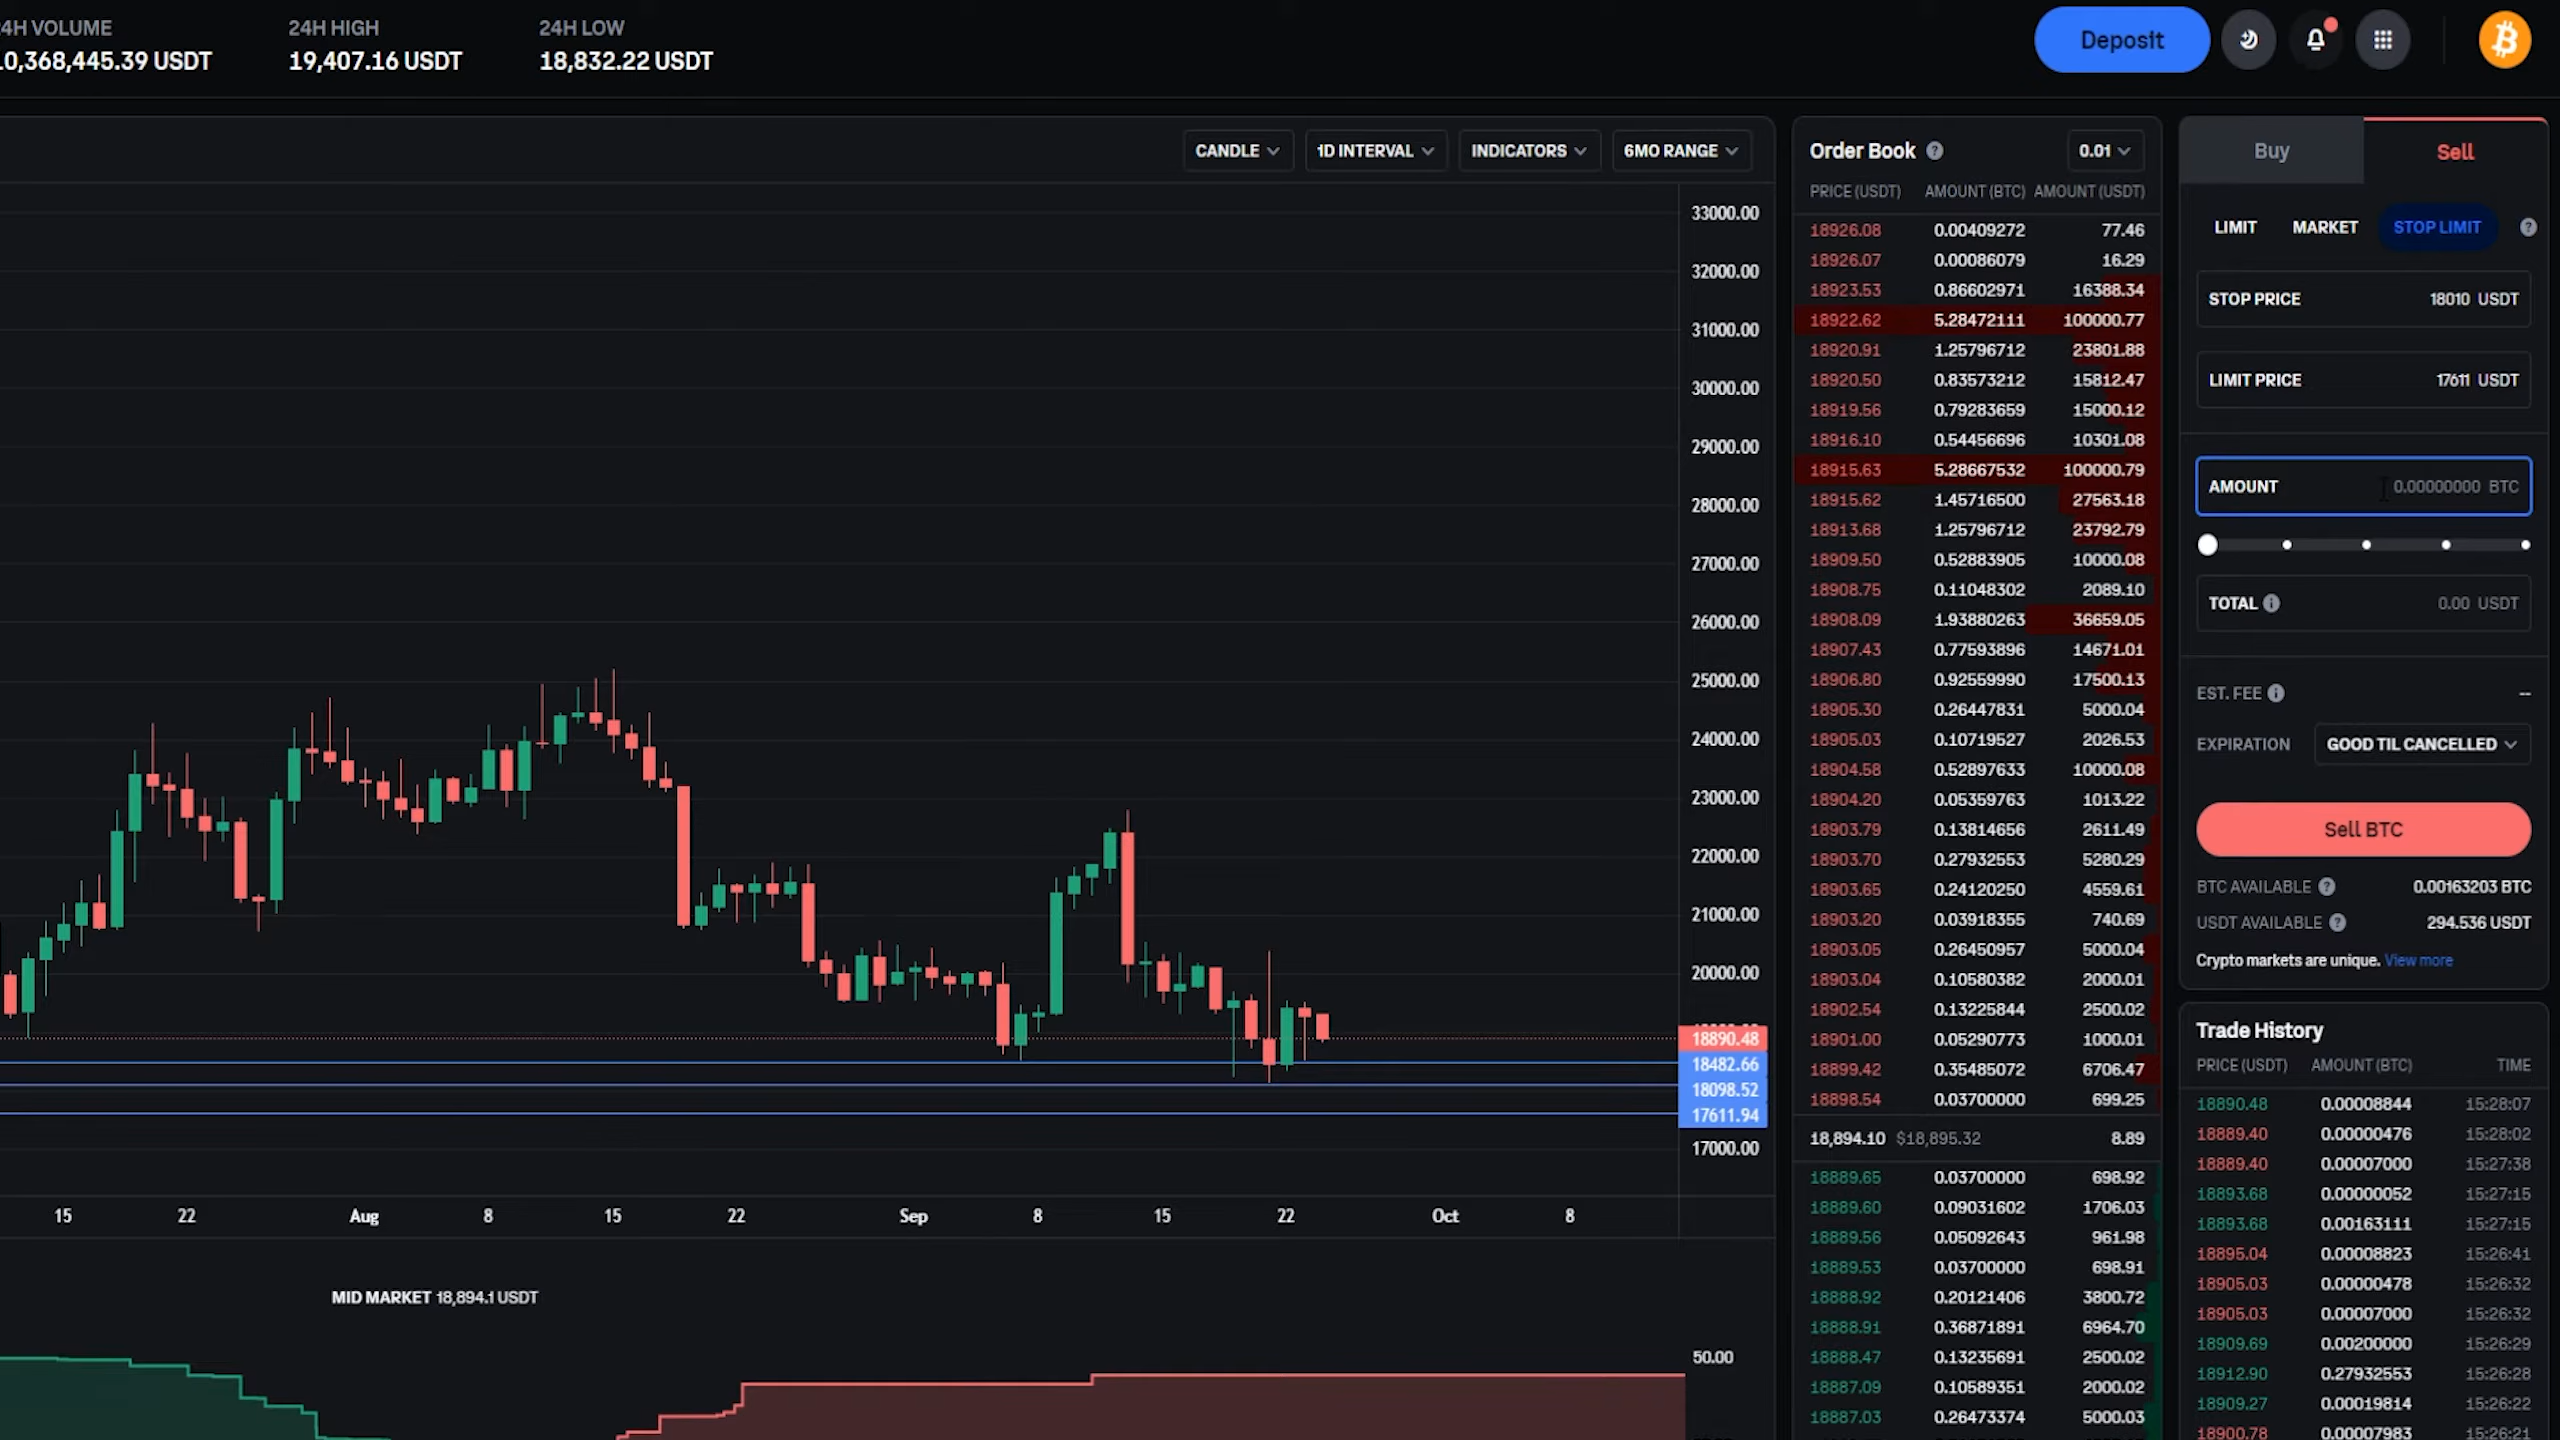 24H VOLUME
10,368,445.39 USDT
24H HIGH
19,407.16 USDT
24H LOW
18,832.22 USDT
Deposit
CANDLE
1D INTERVAL
INDICATORS
6MO RANGE
33000.00
32000.00
31000.00
30000.00
29000.00
28000.00
27000.00
26000.00
25000.00
24000.00
23000.00
22000.00
21000.00
20000.00
18890.48
18482.66
18098.52
17611.94
17000.00
15 22 Aug 8 15 22 Sep 8 15 22 Oct 8
MID MARKET 18,894.1 USDT
50.00
Order Book ?
0.01
PRICE (USDT) AMOUNT (BTC) AMOUNT (USDT)
18926.08 0.00409272 77.46
18926.07 0.00086079 16.29
18923.53 0.86602971 16388.34
18922.62 5.28472111 100000.77
18920.91 1.25796712 23801.88
18920.50 0.83573212 15812.47
18919.56 0.79283659 15000.12
18916.10 0.54456696 10301.08
18915.63 5.28667532 100000.79
18915.62 1.45716500 27563.18
18913.68 1.25796712 23792.79
18909.50 0.52883905 10000.08
18908.75 0.11048302 2089.10
18908.09 1.93880263 36659.05
18907.43 0.77593896 14671.01
18906.80 0.92559990 17500.13
18905.30 0.26447831 5000.04
18905.03 0.10719527 2026.53
18904.58 0.52897633 10000.08
18904.20 0.05359763 1013.22
18903.79 0.13814656 2611.49
18903.70 0.27932553 5280.29
18903.65 0.24120250 4559.61
18903.20 0.03918355 740.69
18903.05 0.26450957 5000.04
18903.04 0.10580382 2000.01
18902.54 0.13225844 2500.02
18901.00 0.05290773 1000.01
18899.42 0.35485072 6706.47
18898.54 0.03700000 699.25
18,894.10 $18,895.32 8.89
18889.65 0.03700000 698.92
18889.60 0.09031602 1706.03
18889.56 0.05092643 961.98
18889.53 0.03700000 698.91
18888.92 0.20121406 3800.72
18888.91 0.36871891 6964.70
18888.47 0.13235691 2500.02
18887.09 0.10589351 2000.02
18887.03 0.26473374 5000.03
Buy Sell
LIMIT MARKET STOP LIMIT ?
STOP PRICE 18010 USDT
LIMIT PRICE 17611 USDT
AMOUNT 0.00000000 BTC
TOTAL i 0.00 USDT
EST. FEE i --
EXPIRATION GOOD TIL CANCELLED
Sell BTC
BTC AVAILABLE ? 0.00163203 BTC
USDT AVAILABLE ? 294.536 USDT
Crypto markets are unique. View more
Trade History
PRICE (USDT) AMOUNT (BTC) TIME
18890.48 0.00008844 15:28:07
18889.40 0.00000476 15:28:02
18889.40 0.00007000 15:27:38
18893.68 0.00000052 15:27:15
18893.68 0.00163111 15:27:15
18895.04 0.00008823 15:26:41
18905.03 0.00000478 15:26:32
18905.03 0.00007000 15:26:32
18909.69 0.00200000 15:26:29
18912.90 0.27932553 15:26:28
18909.27 0.00019814 15:26:22
18900.78 0.00007983 15:26:21